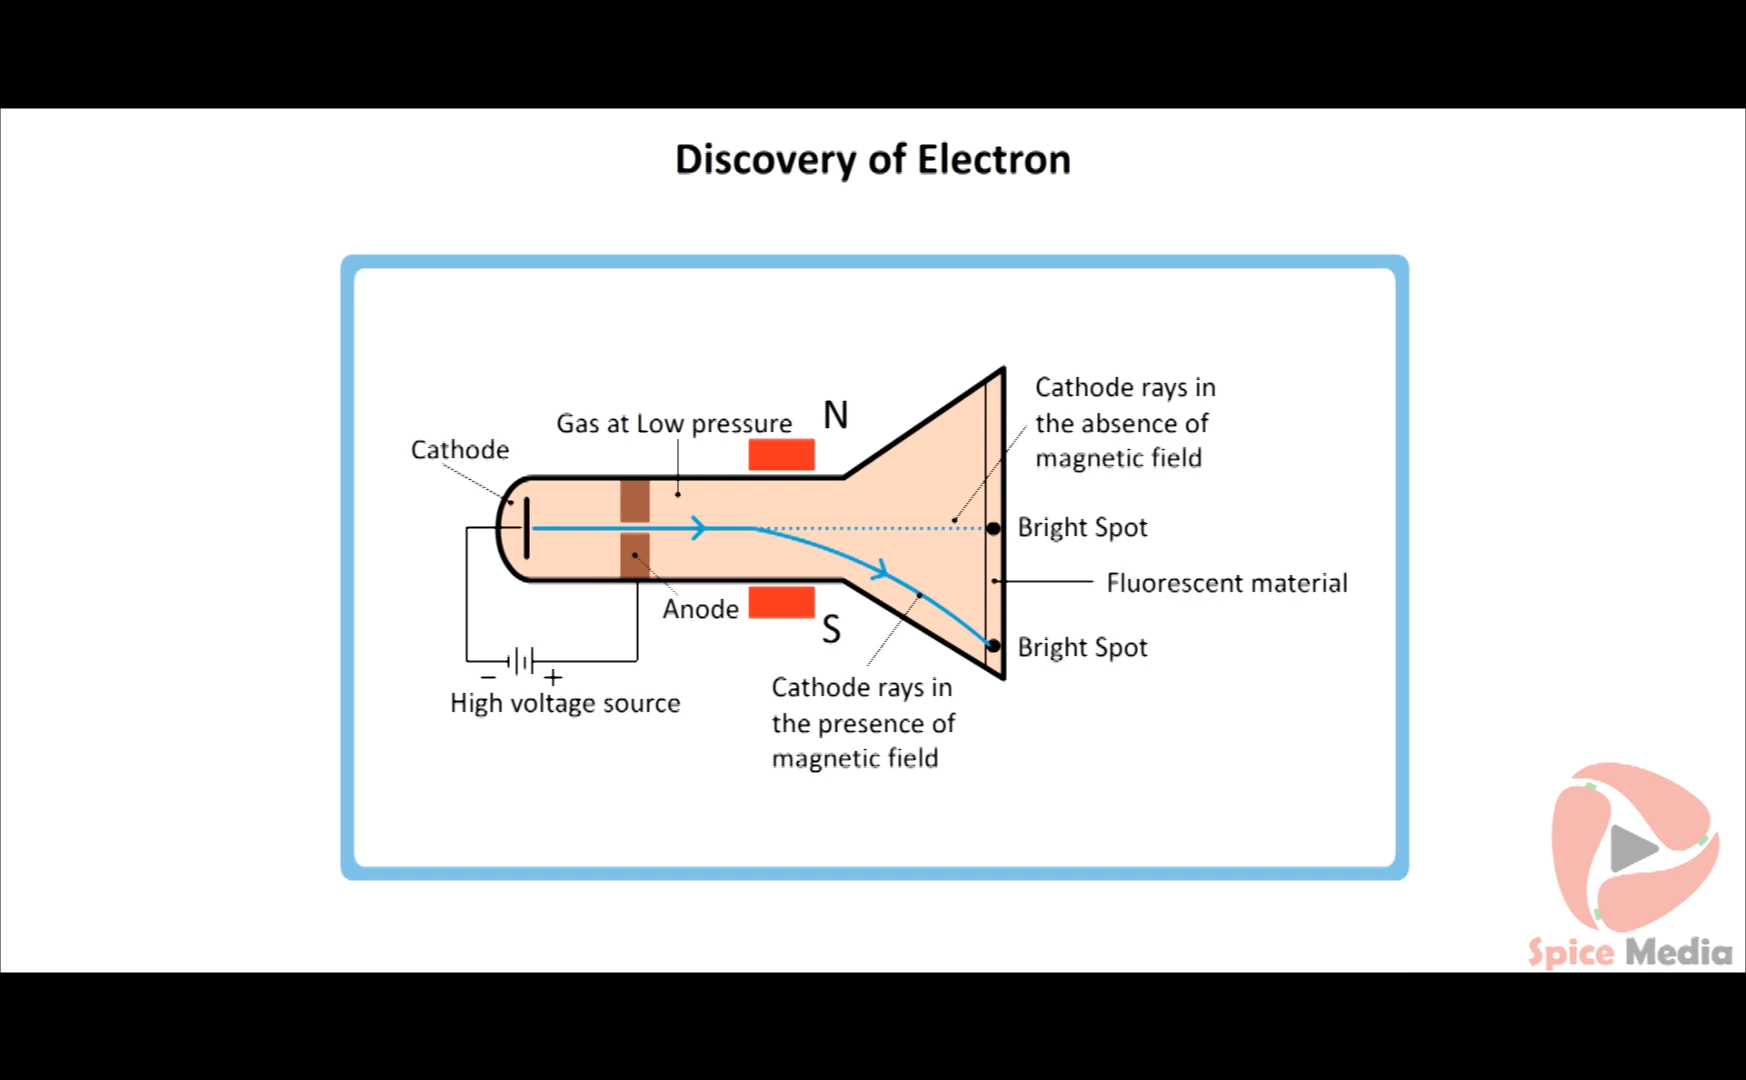 Discovery of Electron
Cathode rays in
the absence of
magnetic field
Gas at Low pressure
N
Cathode
Bright Spot
Fluorescent material
Anode
S
Bright Spot
− +
High voltage source
Cathode rays in
the presence of
magnetic field
Spice Media